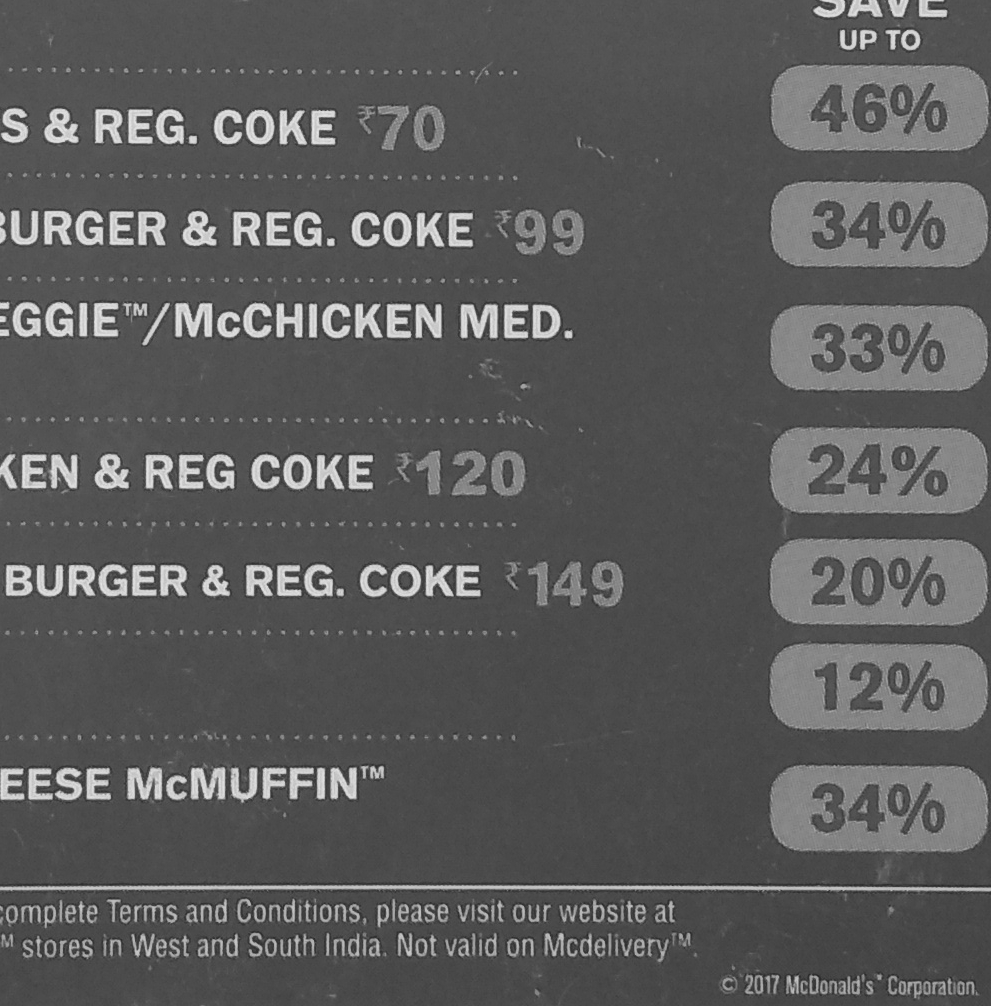 SAVE
UP TO
S & REG. COKE ₹70 46%
BURGER & REG. COKE ₹99 34%
EGGIE™/McCHICKEN MED. 33%
KEN & REG COKE ₹120 24%
BURGER & REG. COKE ₹149 20%
12%
EESE McMUFFIN™ 34%
complete Terms and Conditions, please visit our website at
™ stores in West and South India. Not valid on Mcdelivery™.
© 2017 McDonald's® Corporation.